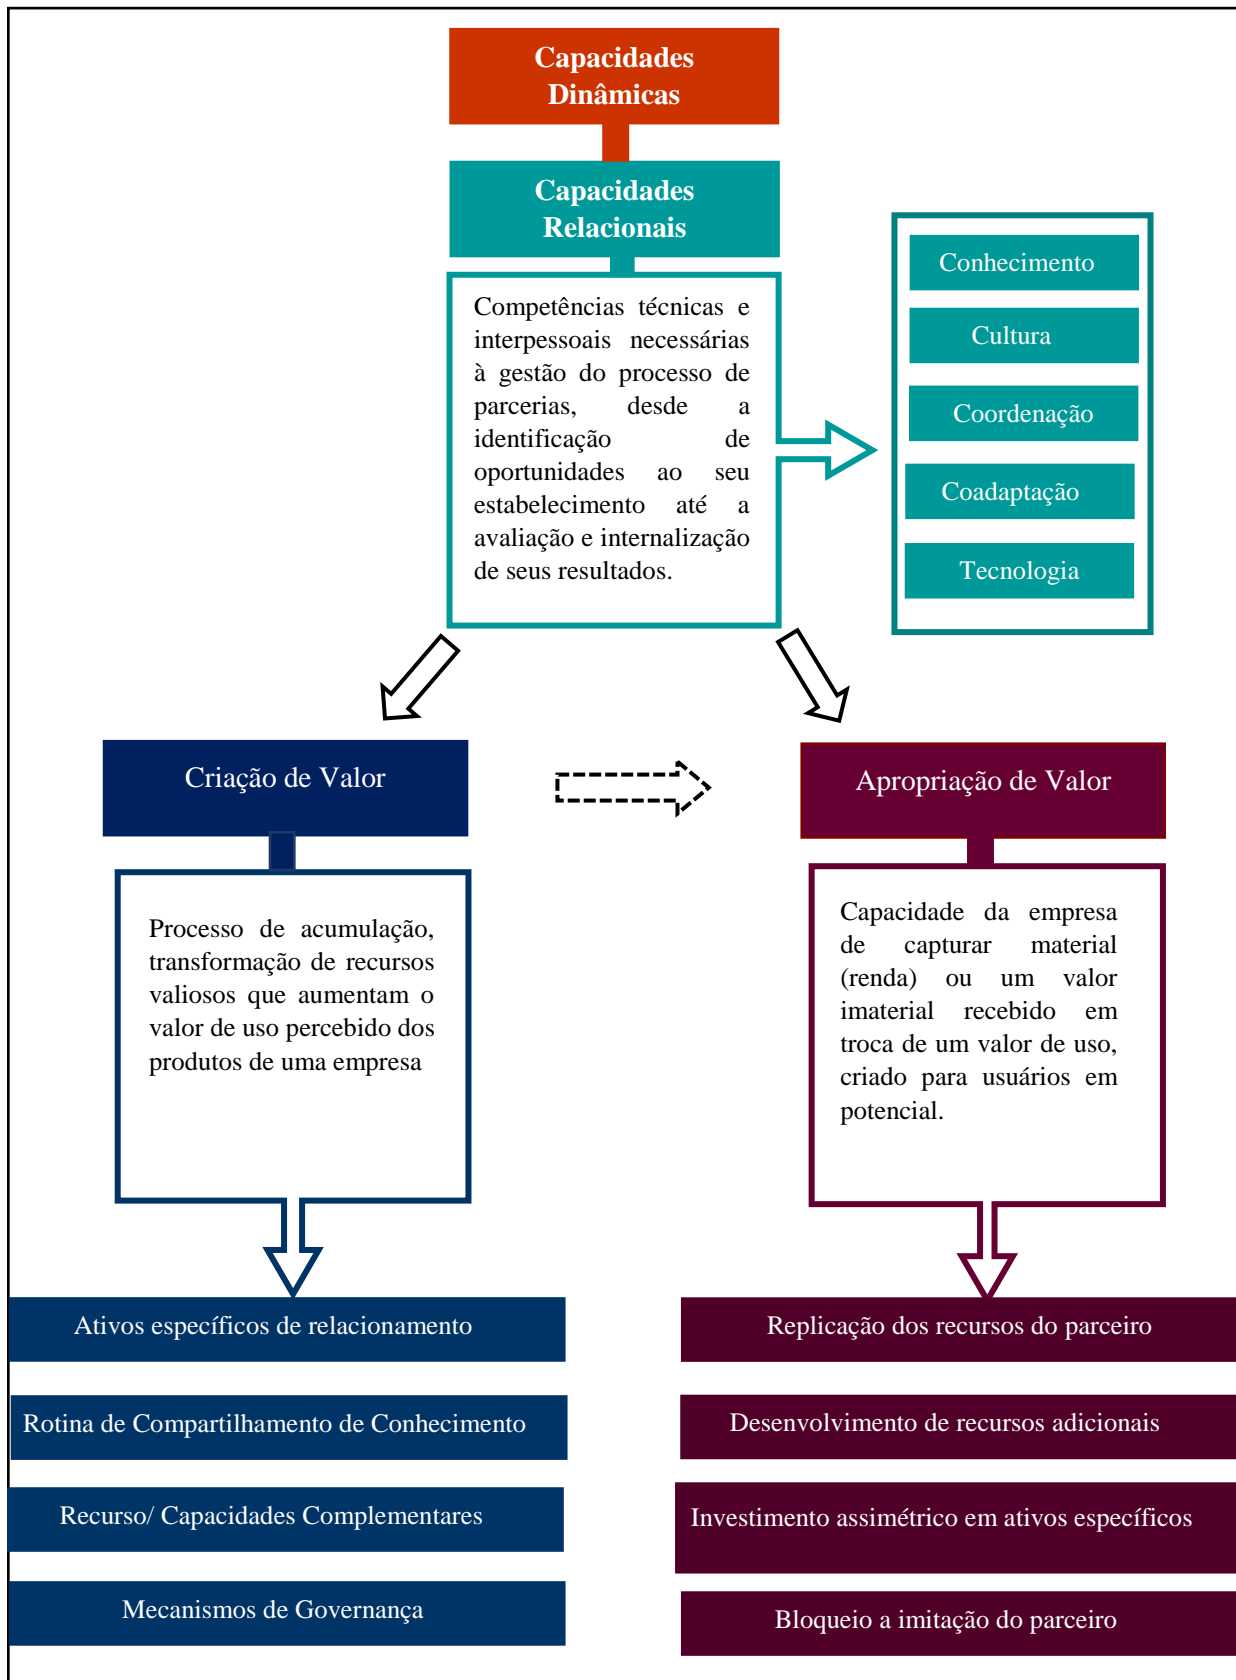 Capacidades
Dinâmicas
Capacidades
Relacionais
Competências técnicas e
interpessoais necessárias
à gestão do processo de
parcerias, desde a
identificação de
oportunidades ao seu
estabelecimento até a
avaliação e internalização
de seus resultados.
Conhecimento
Cultura
Coordenação
Coadaptação
Tecnologia
Criação de Valor
Processo de acumulação,
transformação de recursos
valiosos que aumentam o
valor de uso percebido dos
produtos de uma empresa
Apropriação de Valor
Capacidade da empresa
de capturar material
(renda) ou um valor
imaterial recebido em
troca de um valor de uso,
criado para usuários em
potencial.
Ativos específicos de relacionamento
Rotina de Compartilhamento de Conhecimento
Recurso/ Capacidades Complementares
Mecanismos de Governança
Replicação dos recursos do parceiro
Desenvolvimento de recursos adicionais
Investimento assimétrico em ativos específicos
Bloqueio a imitação do parceiro